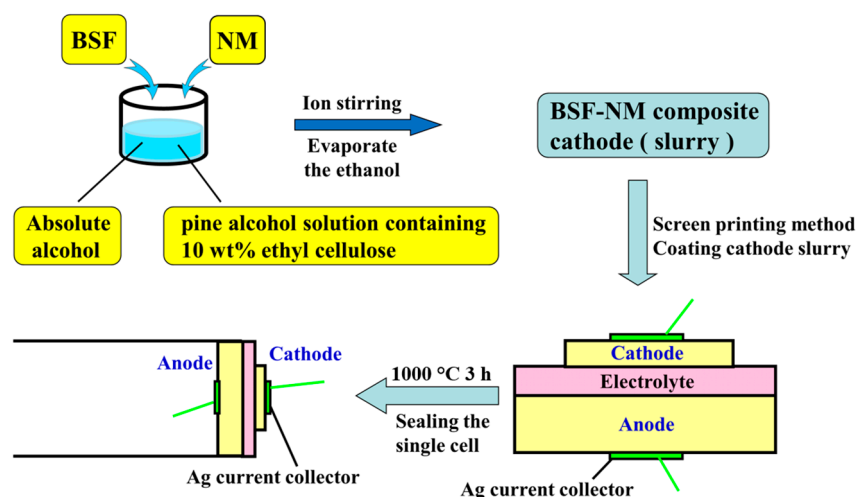 BSF
NM
Ion stirring
Evaporate
the ethanol
BSF-NM composite
cathode ( slurry )
Absolute
alcohol
pine alcohol solution containing
10 wt% ethyl cellulose
Screen printing method
Coating cathode slurry
Anode
Cathode
Ag current collector
1000 °C 3 h
Sealing the
single cell
Cathode
Electrolyte
Anode
Ag current collector